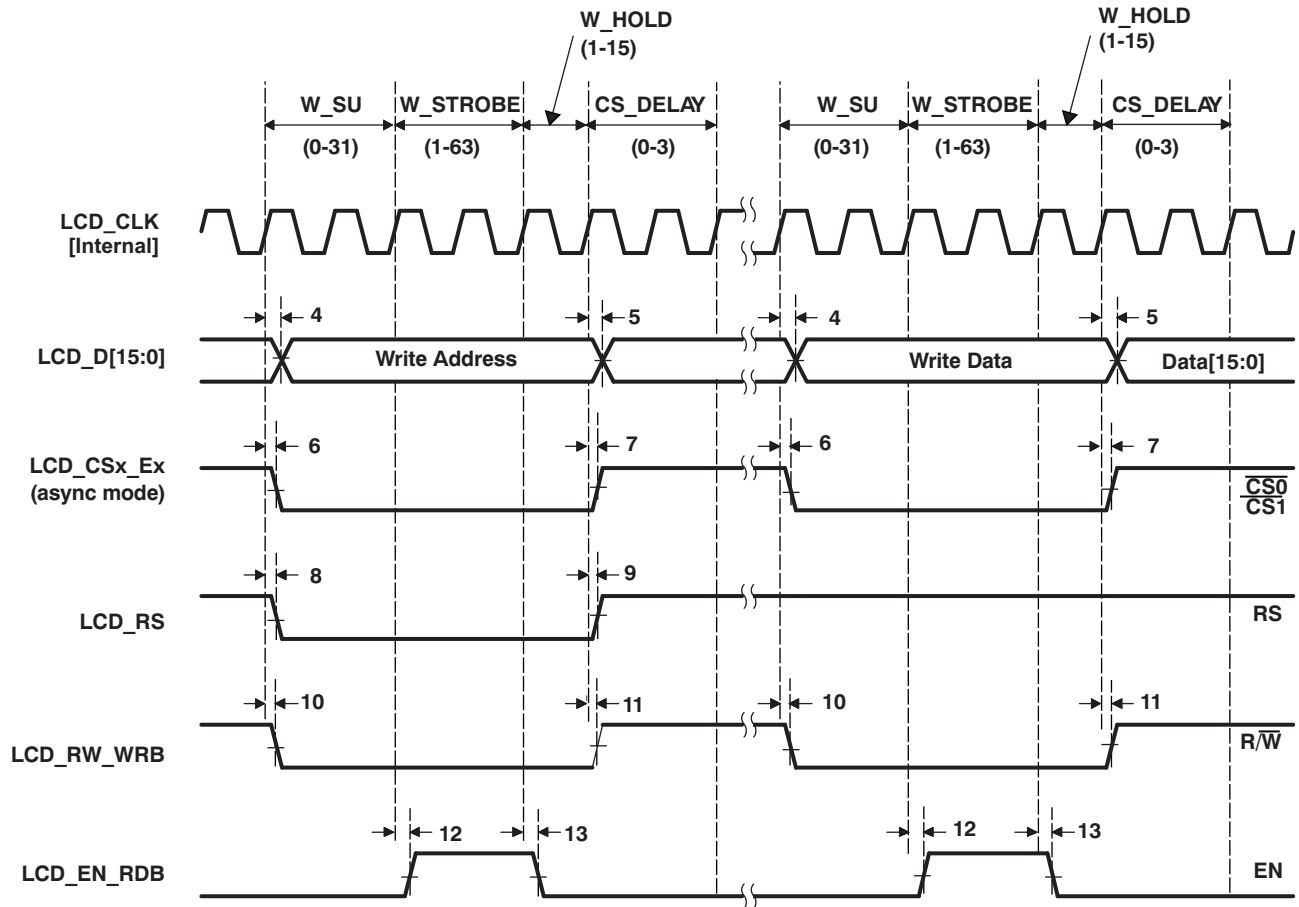 W_HOLD
(1-15)
W_HOLD
(1-15)
W_SU
W_STROBE
CS_DELAY
W_SU
W_STROBE
CS_DELAY
(0-31)
(1-63)
(0-3)
(0-31)
(1-63)
(0-3)
LCD_CLK
[Internal]
4
5
4
5
LCD_D[15:0]
Write Address
Write Data
Data[15:0]
6
7
6
7
LCD_CSx_Ex
(async mode)
CS0
CS1
8
9
LCD_RS
RS
10
11
10
11
LCD_RW_WRB
R/W
12
13
12
13
LCD_EN_RDB
EN